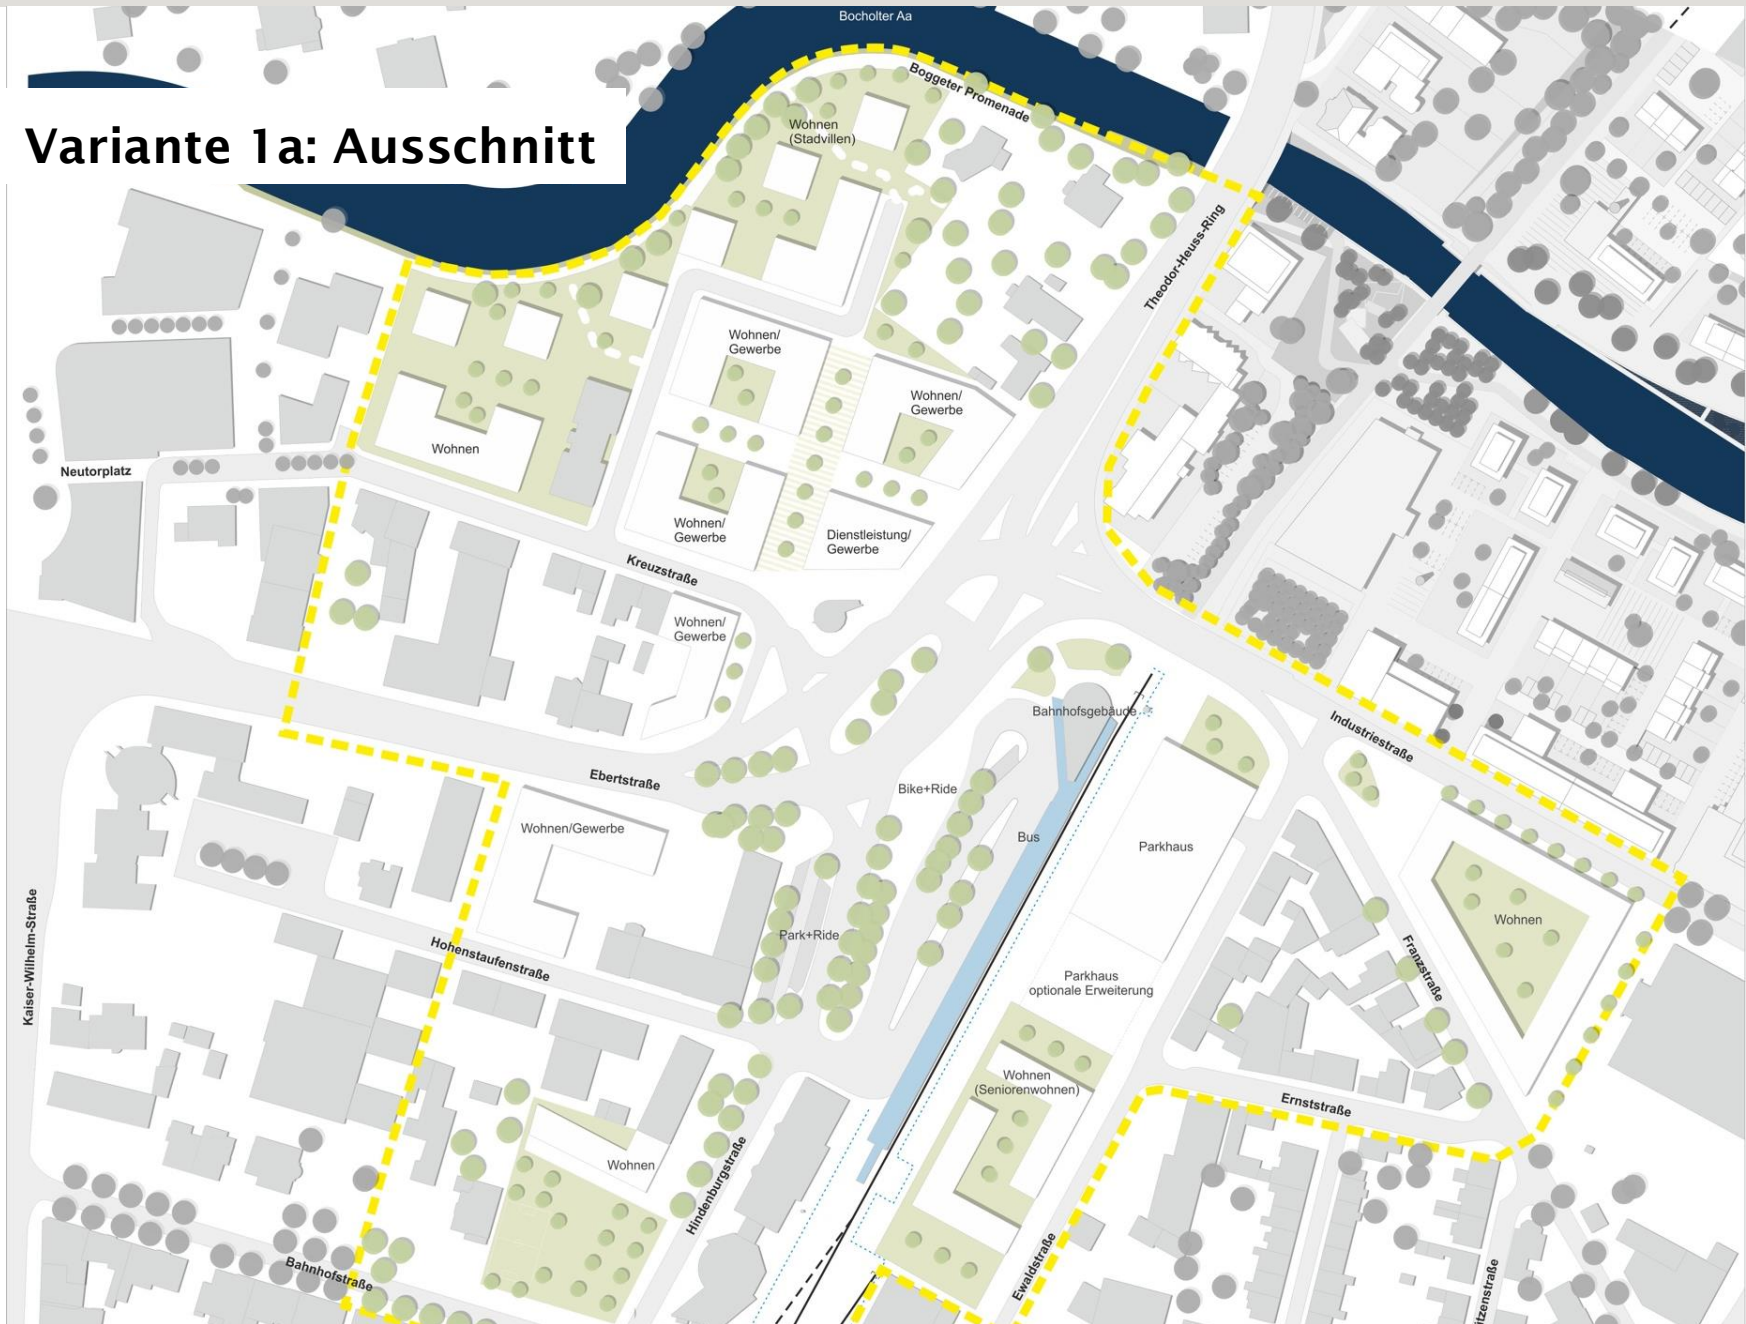 Bocholter Aa
Boggeter Promenade
Variante 1a: Ausschnitt
Wohnen
(Stadvillen)
Theodor-Heuss-Ring
Wohnen/
Gewerbe
Wohnen/
Gewerbe
Wohnen
Neutorplatz
Wohnen/
Gewerbe
Dienstleistung/
Gewerbe
Kreuzstraße
Wohnen/
Gewerbe
Bahnhofsgebäude
Industriestraße
Ebertstraße
Bike+Ride
Wohnen/Gewerbe
Bus
Parkhaus
Kaiser-Wilhelm-Straße
Wohnen
Park+Ride
Hohenstaufenstraße
Franzstraße
Parkhaus
optionale Erweiterung
Wohnen
(Seniorenwohnen)
Ernststraße
Wohnen
Hindenburgstraße
Ewaldstraße
Bahnhofstraße